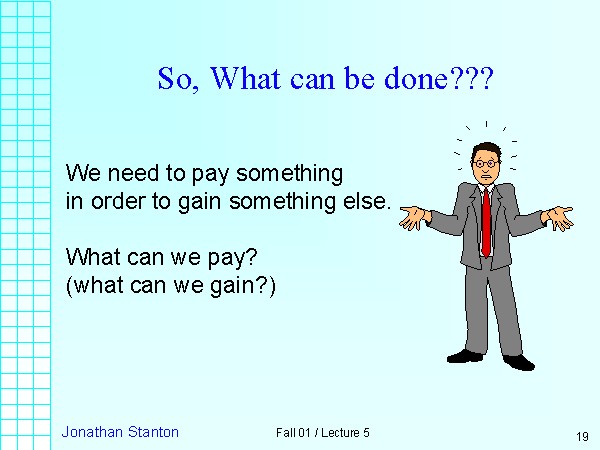 So, What can be done???
We need to pay something
in order to gain something else.
What can we pay?
(what can we gain?)
Jonathan Stanton
Fall 01 / Lecture 5
19